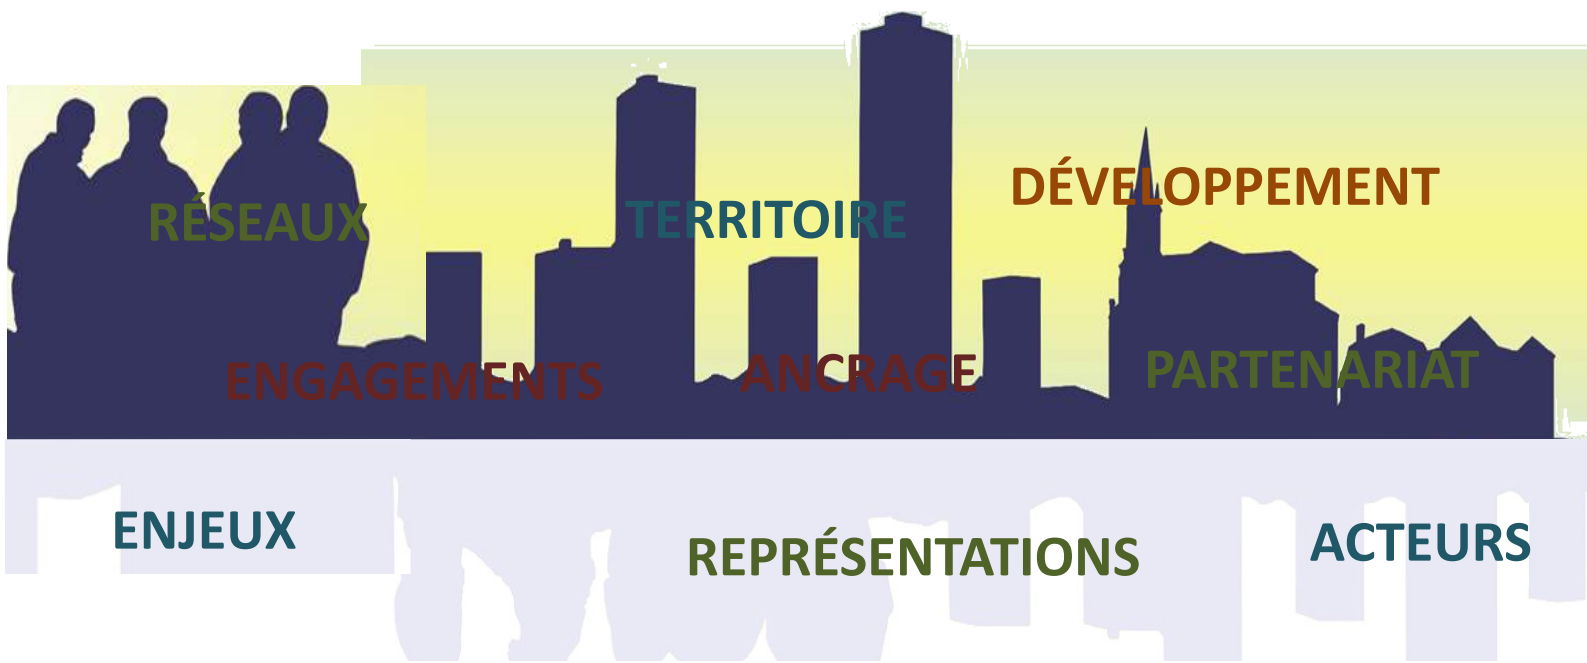 DÉVELOPPEMENT
RÉSEAUX
TERRITOIRE
ENGAGEMENTS
ANCRAGE
PARTENARIAT
ENJEUX
REPRÉSENTATIONS
ACTEURS